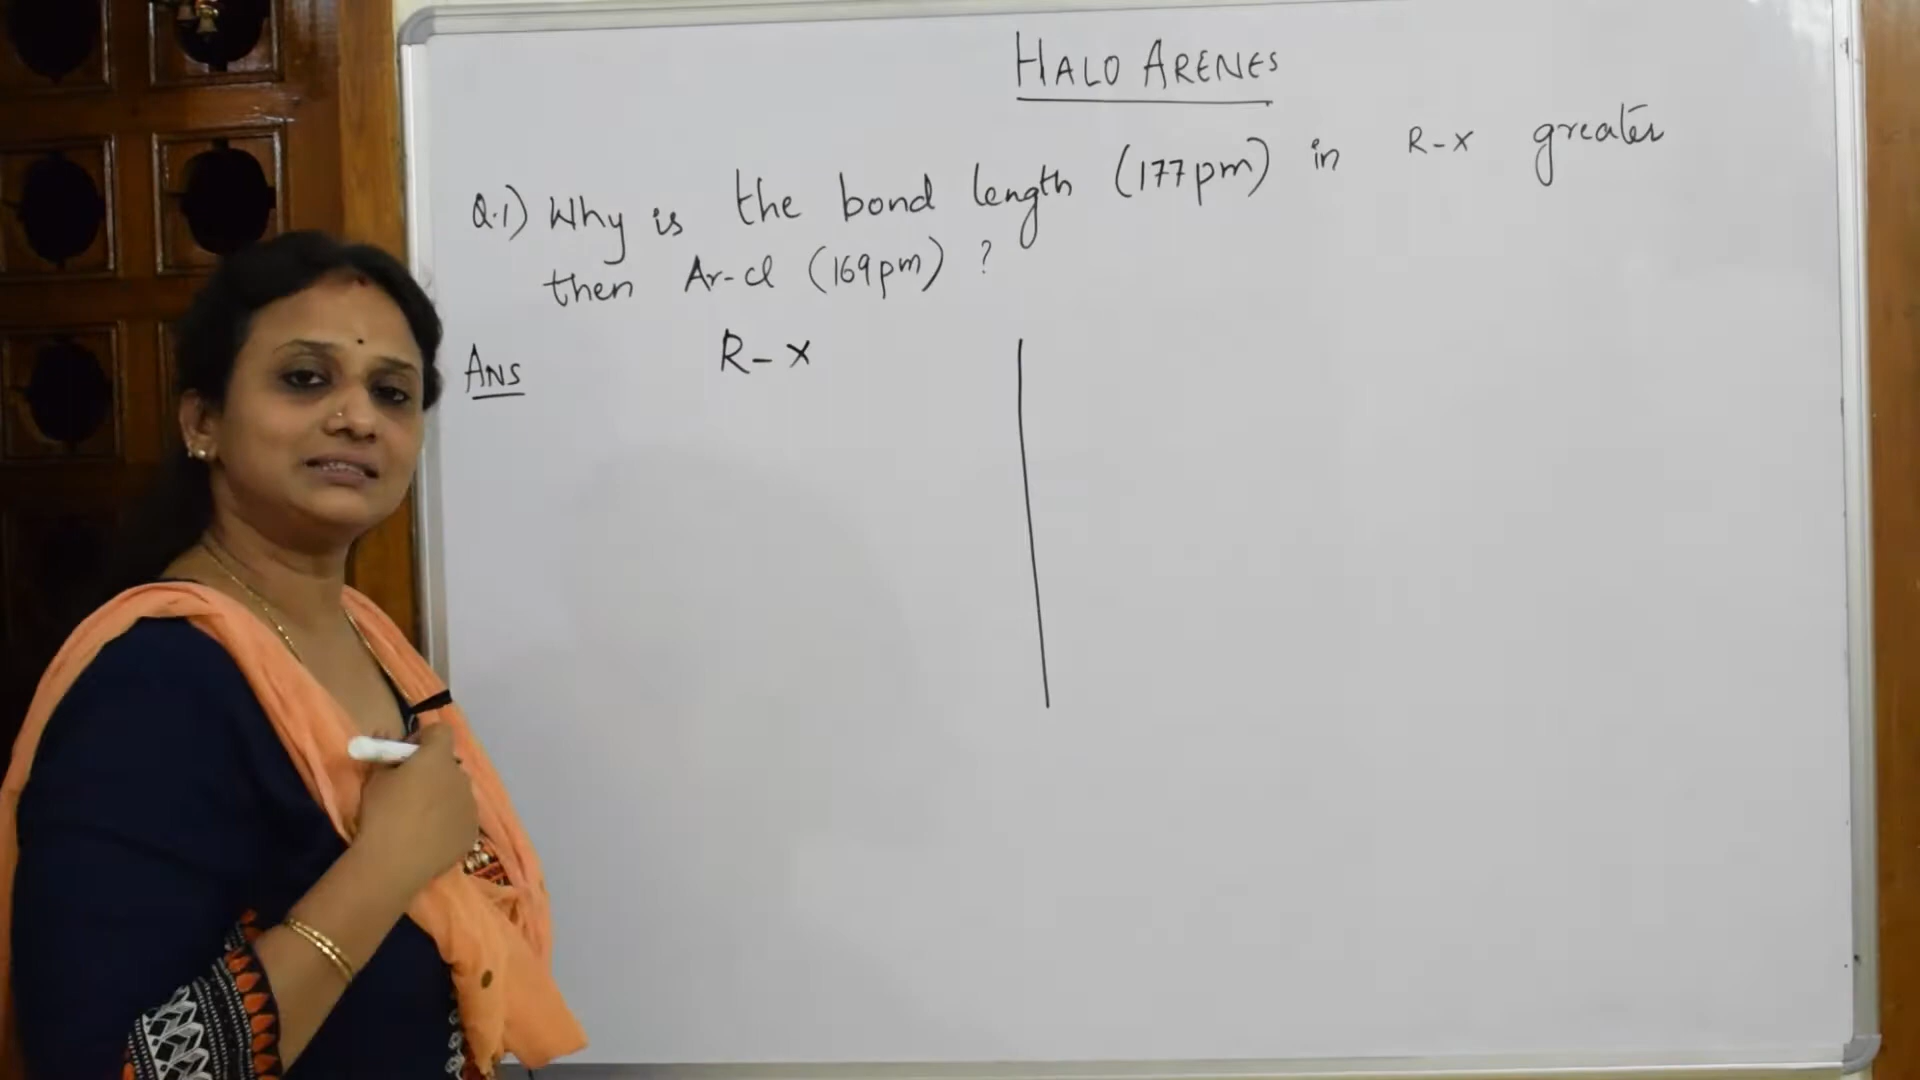 HALO ARENES
Q.1) Why is the bond length (177pm) in R-X greater
then Ar-Cl (169pm) ?
Ans R-X